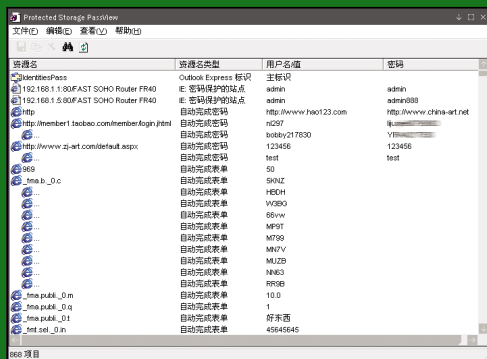 Protected Storage PassView
文件(F) 编辑(E) 查看(V) 帮助(H)
资源名 资源名类型 用户名/值 密码
IdentitiesPass Outlook Express 标识 主标识
192.168.1.1:80/FAST SOHO Router FR40 IE: 密码保护的站点 admin admin
192.168.1.5:80/FAST SOHO Router FR40 IE: 密码保护的站点 admin admin888
http 自动完成密码 http://www.hao123.com http://www.china-art.net
http://member1.taobao.com/member/login.jhtml 自动完成密码 nl297
... 自动完成密码 bobby217830
http://www.zj-art.com/default.aspx 自动完成密码 123456 123456
... 自动完成密码 test test
969 自动完成表单 50
_fma.b._0.c 自动完成表单 5KNZ
... 自动完成表单 HBDH
... 自动完成表单 W3BG
... 自动完成表单 66vw
... 自动完成表单 MP9T
... 自动完成表单 M799
... 自动完成表单 MN7V
... 自动完成表单 MUZB
... 自动完成表单 NN63
... 自动完成表单 RR9B
_fma.publi._0.m 自动完成表单 10.0
_fma.publi._0.q 自动完成表单 1
_fma.publi._0.t 自动完成表单 好东西
_fmt.sel._0.in 自动完成表单 45645645
868 项目